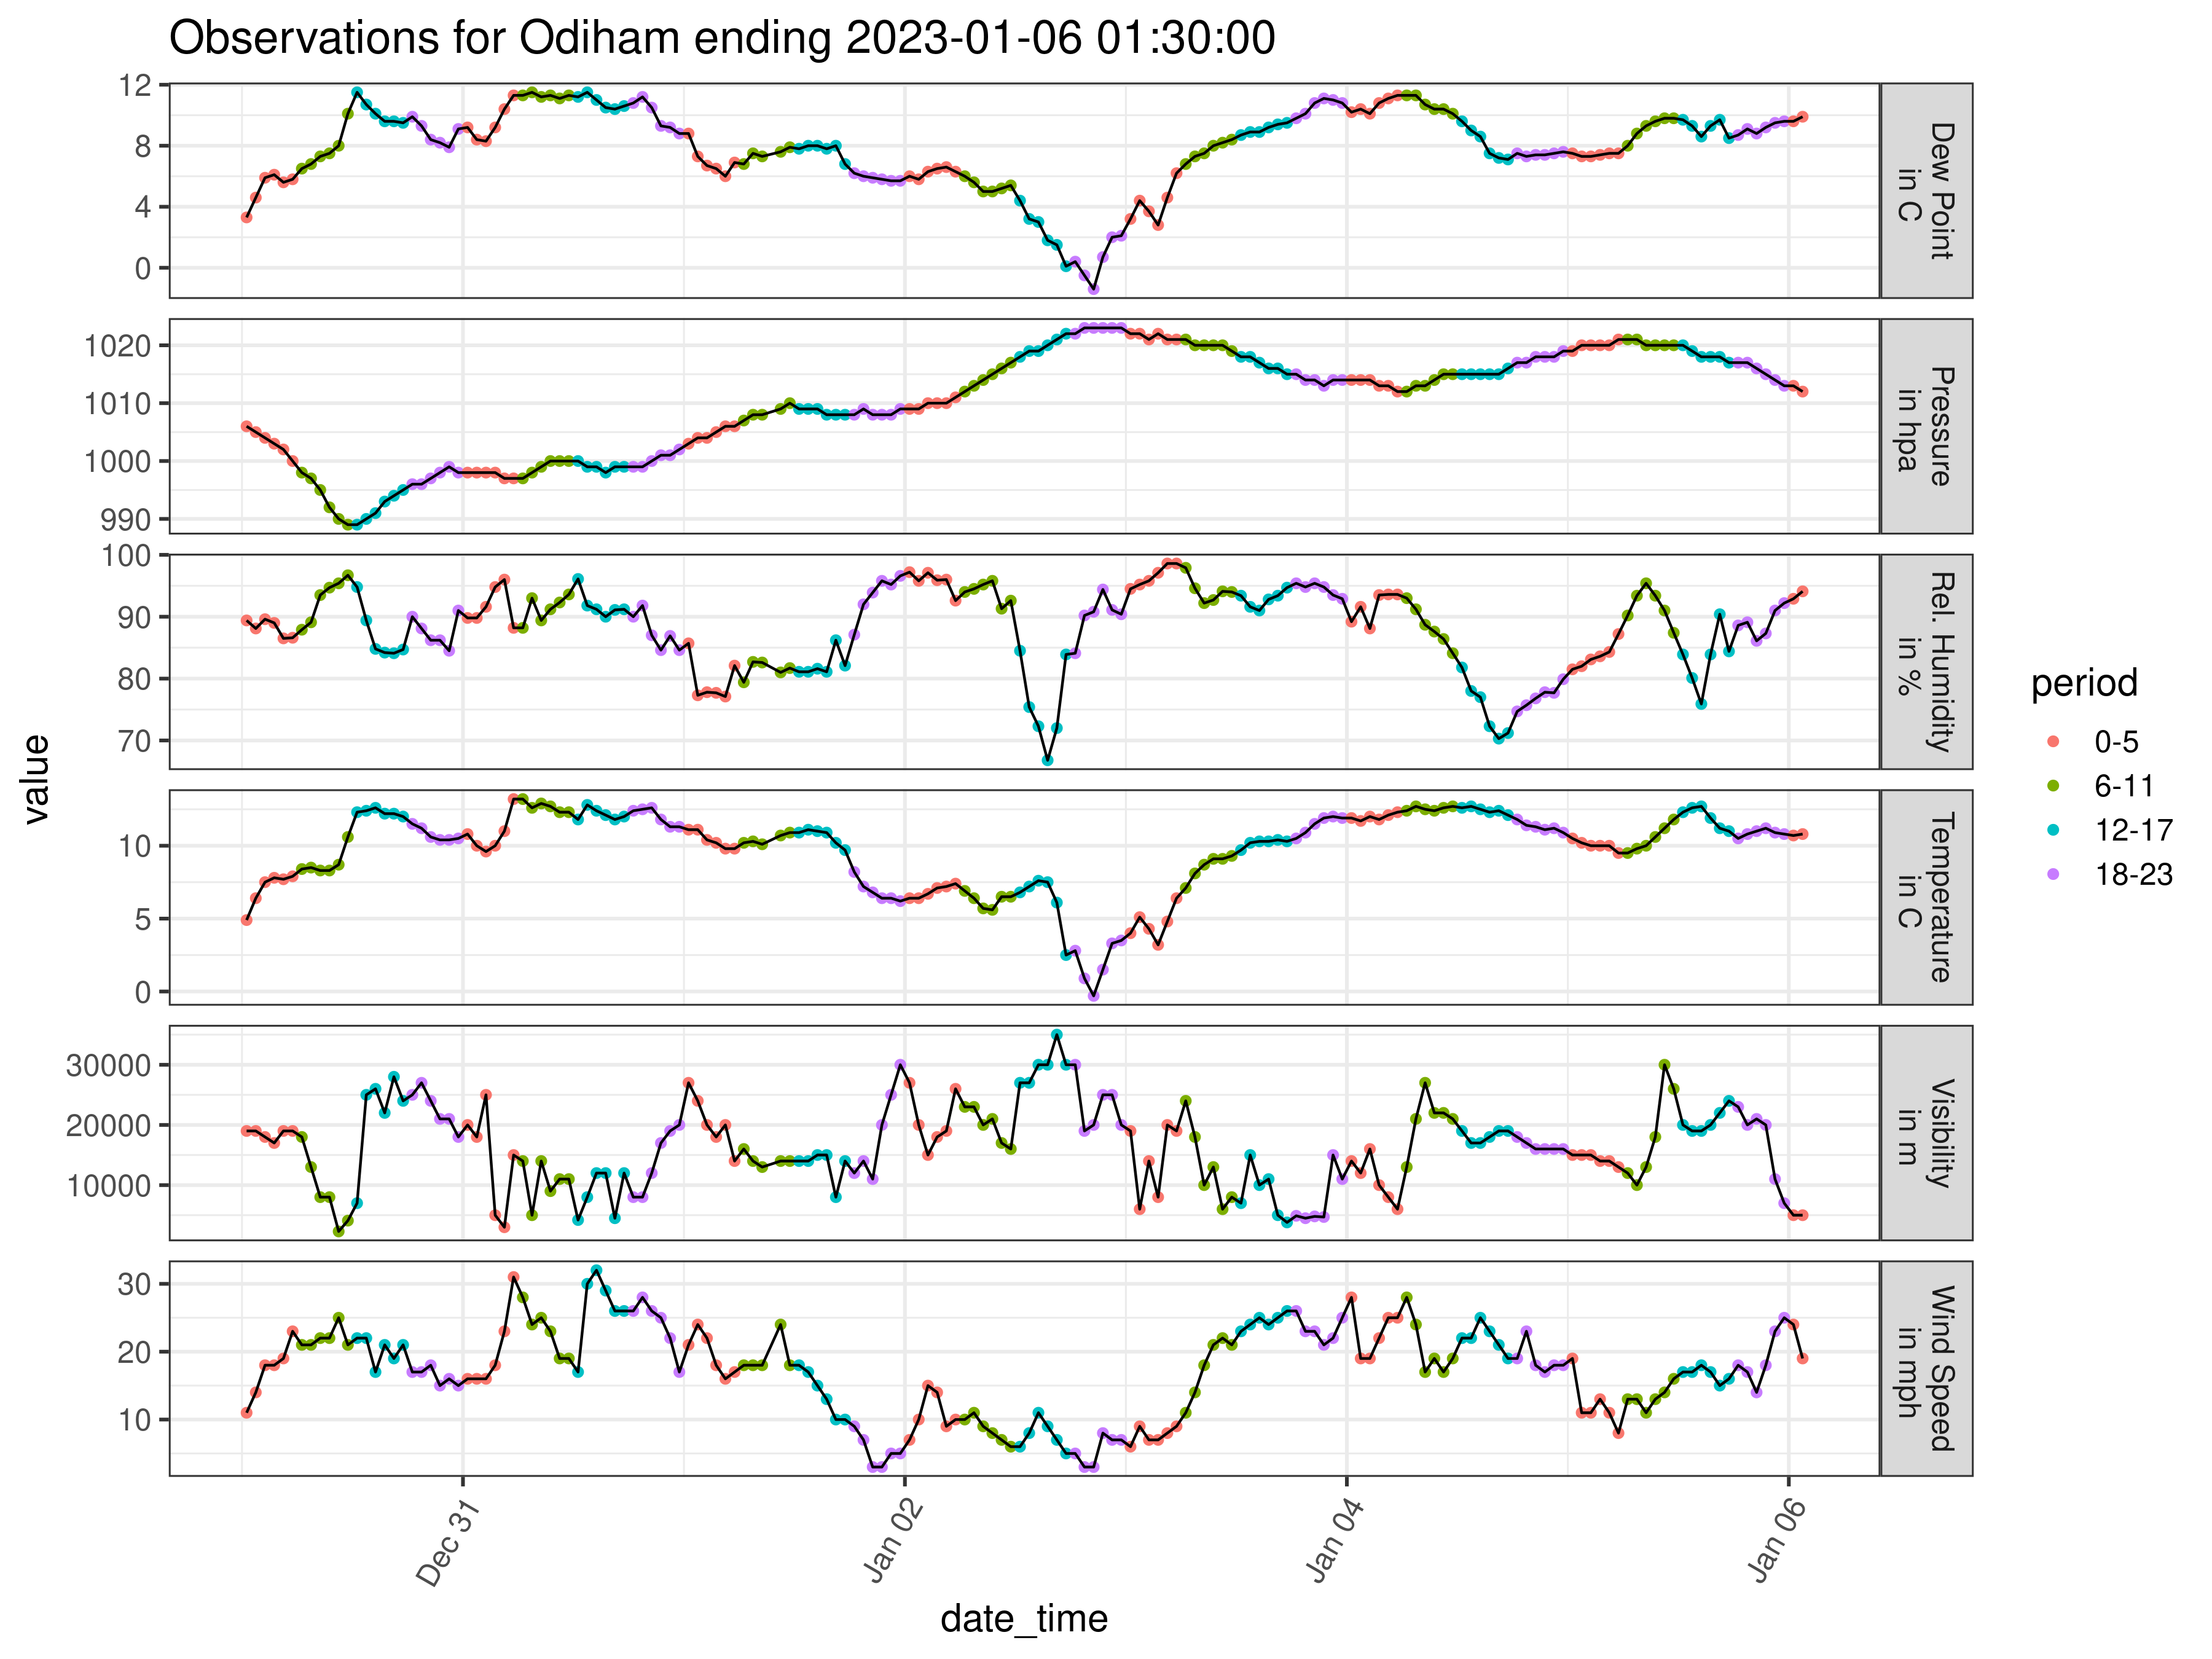 Observations for Odiham ending 2023-01-06 01:30:00
value
12
8
4
0
Dew Point
in C
1020
1010
1000
990
Pressure
in hpa
100
90
80
70
Rel. Humidity
in %
10
5
0
Temperature
in C
30000
20000
10000
Visibility
in m
30
20
10
Wind Speed
in mph
Dec 31
Jan 02
Jan 04
Jan 06
date_time
period
0-5
6-11
12-17
18-23